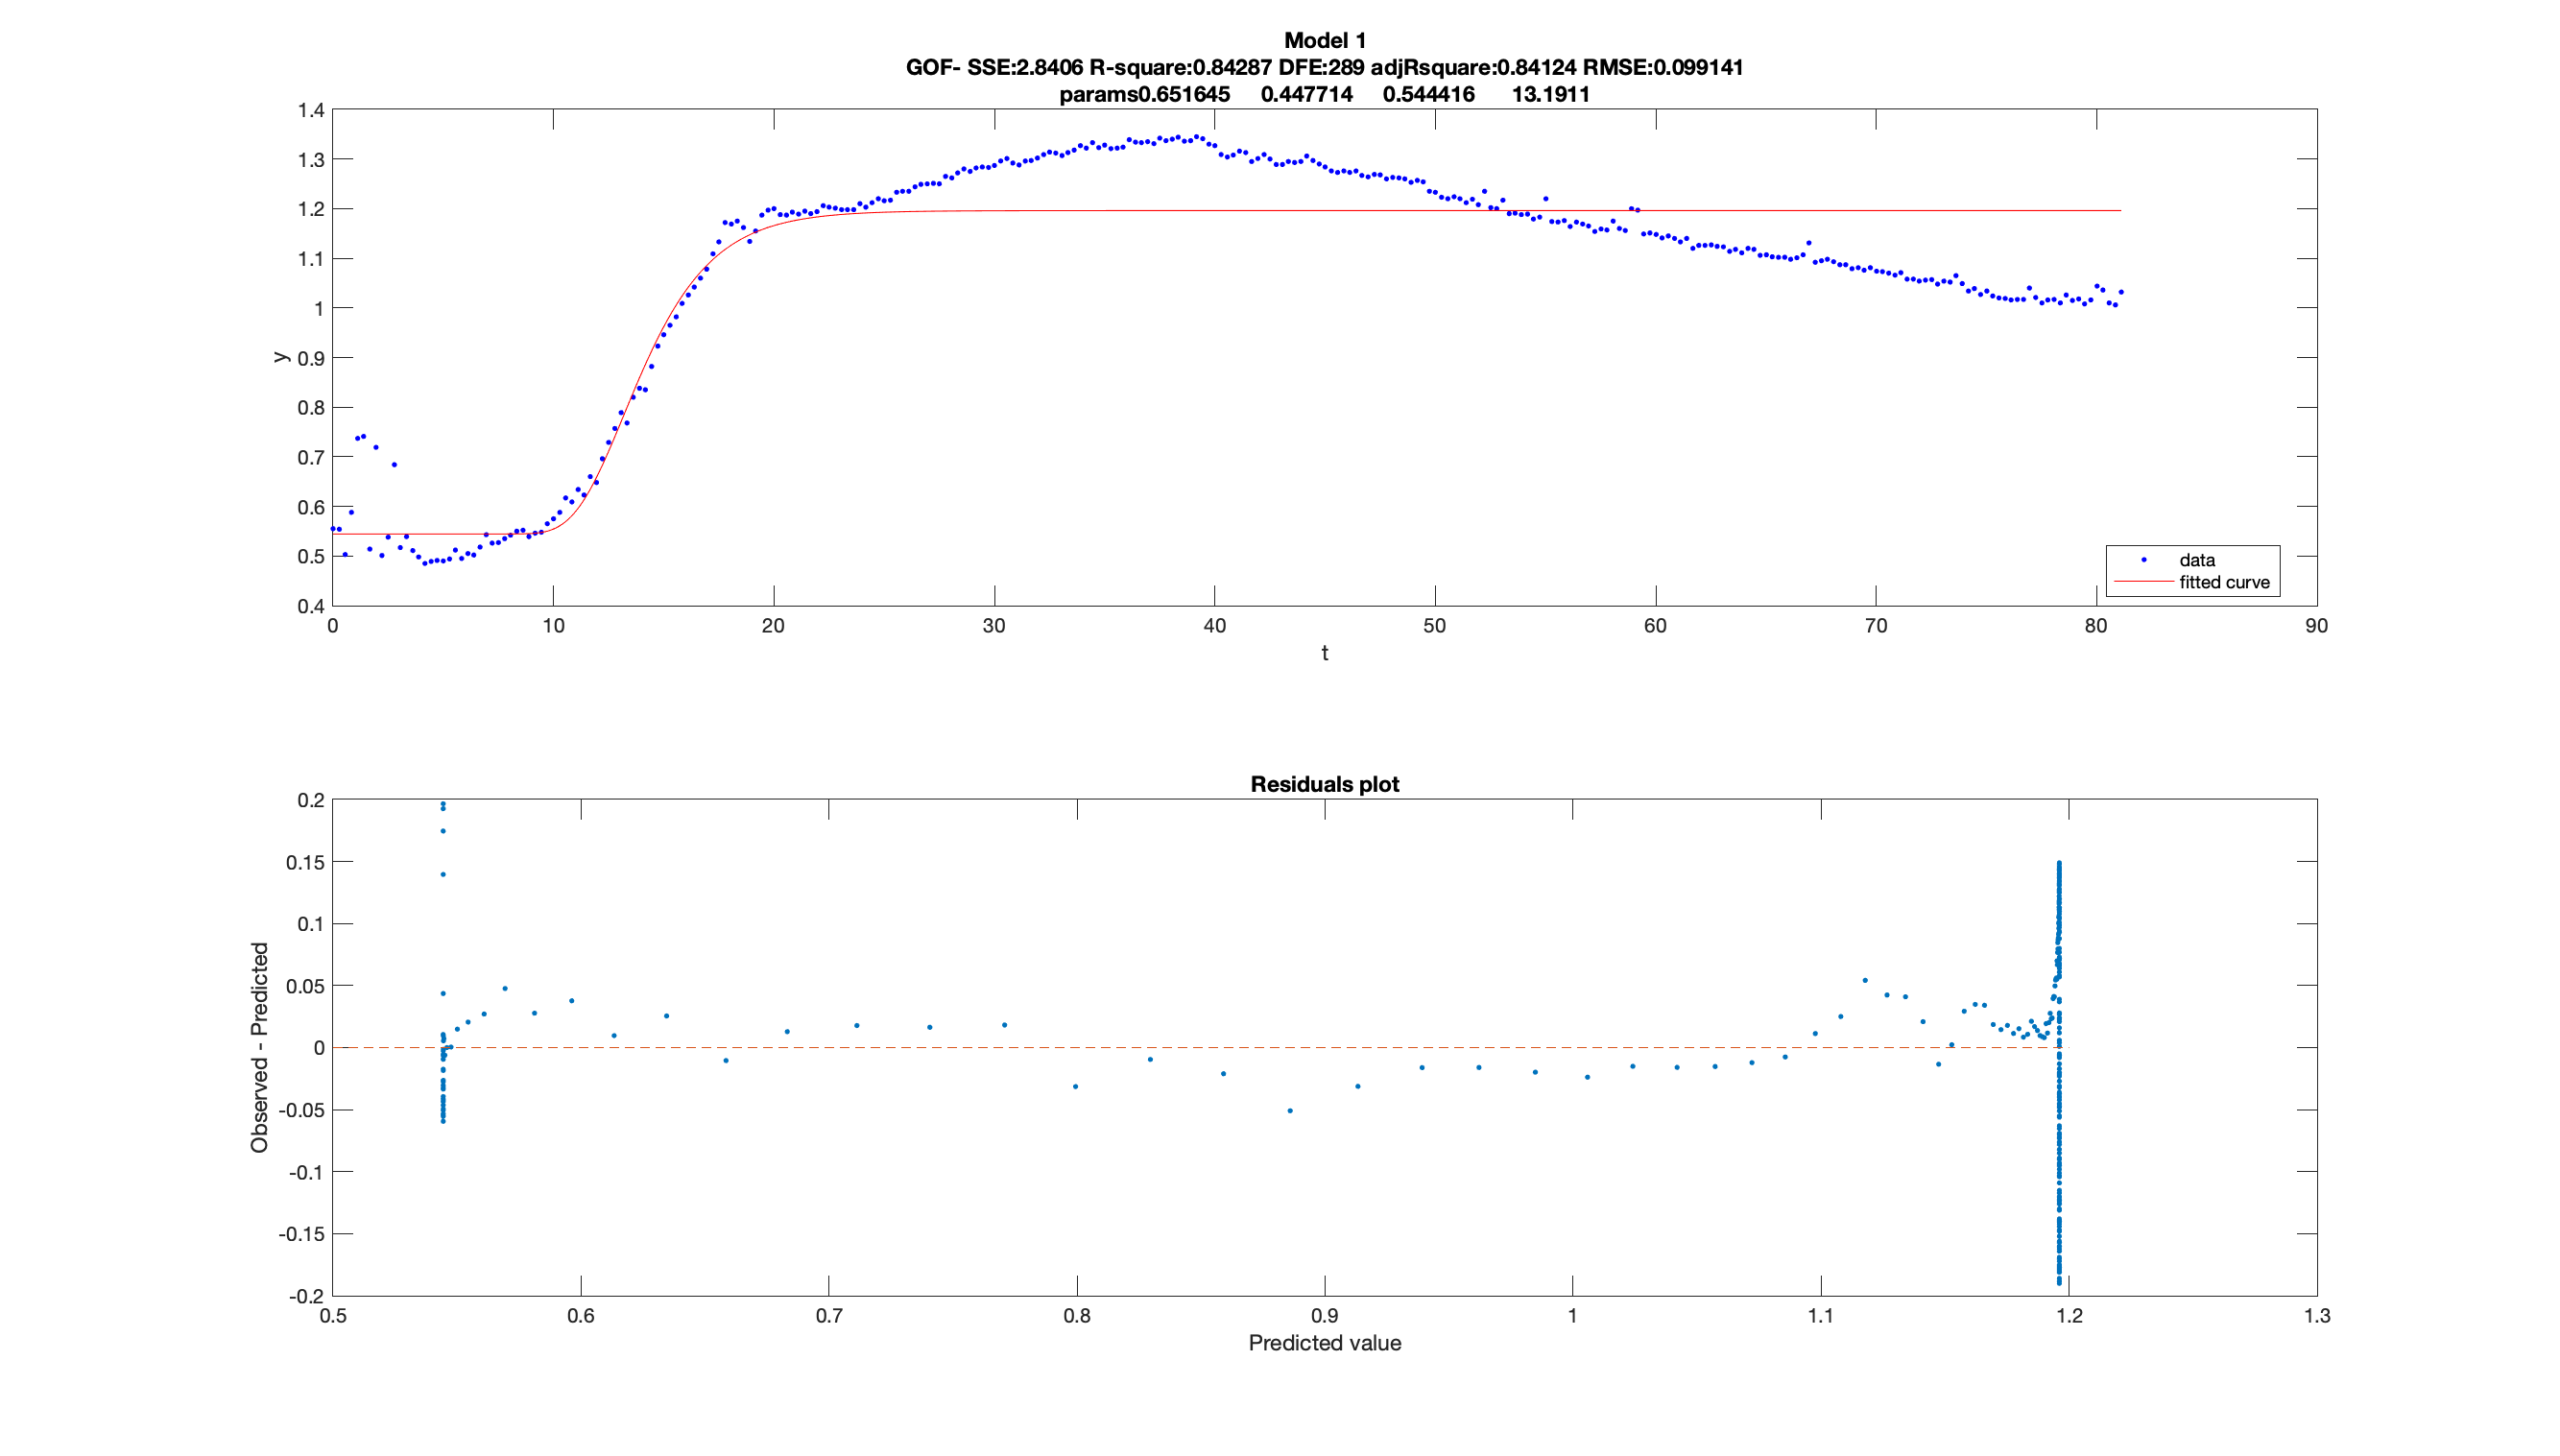 Model 1
GOF- SSE:2.8406 R-square:0.84287 DFE:289 adjRsquare:0.84124 RMSE:0.099141
params0.651645 0.447714 0.544416 13.1911
1.4
1.3
1.2
1.1
1
0.9
0.8
0.7
0.6
0.5
0.4
y
data
fitted curve
0 10 20 30 40 50 60 70 80 90
t
Residuals plot
0.2
0.15
0.1
0.05
0
-0.05
-0.1
-0.15
-0.2
Observed - Predicted
0.5 0.6 0.7 0.8 0.9 1 1.1 1.2 1.3
Predicted value